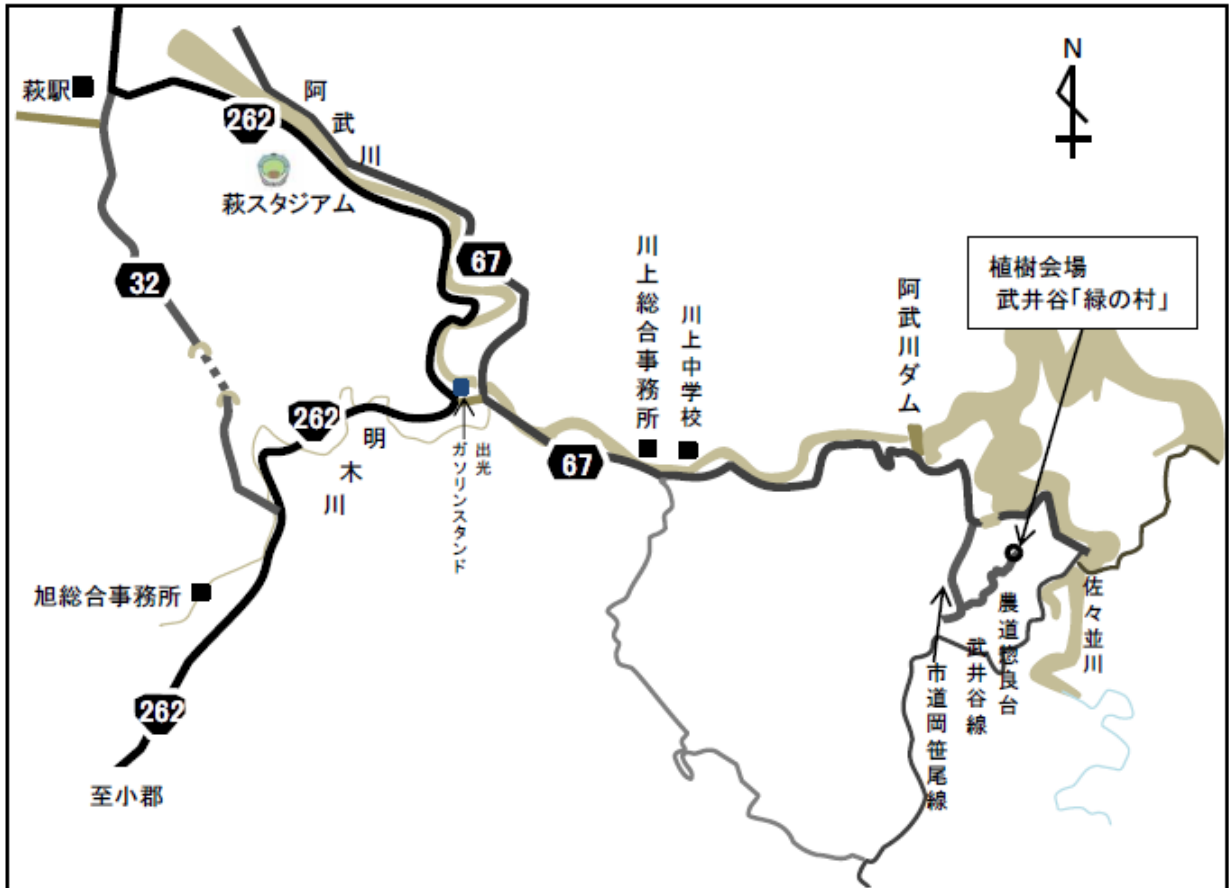 N
萩駅
262
阿武川
萩スタジアム
67
32
川上総合事務所
川上中学校
阿武川ダム
植樹会場
武井谷「緑の村」
262
明木川
出光
ガソリンスタンド
67
旭総合事務所
佐々並川
農道惣良台
武井谷線
市道岡笹尾線
262
至小郡